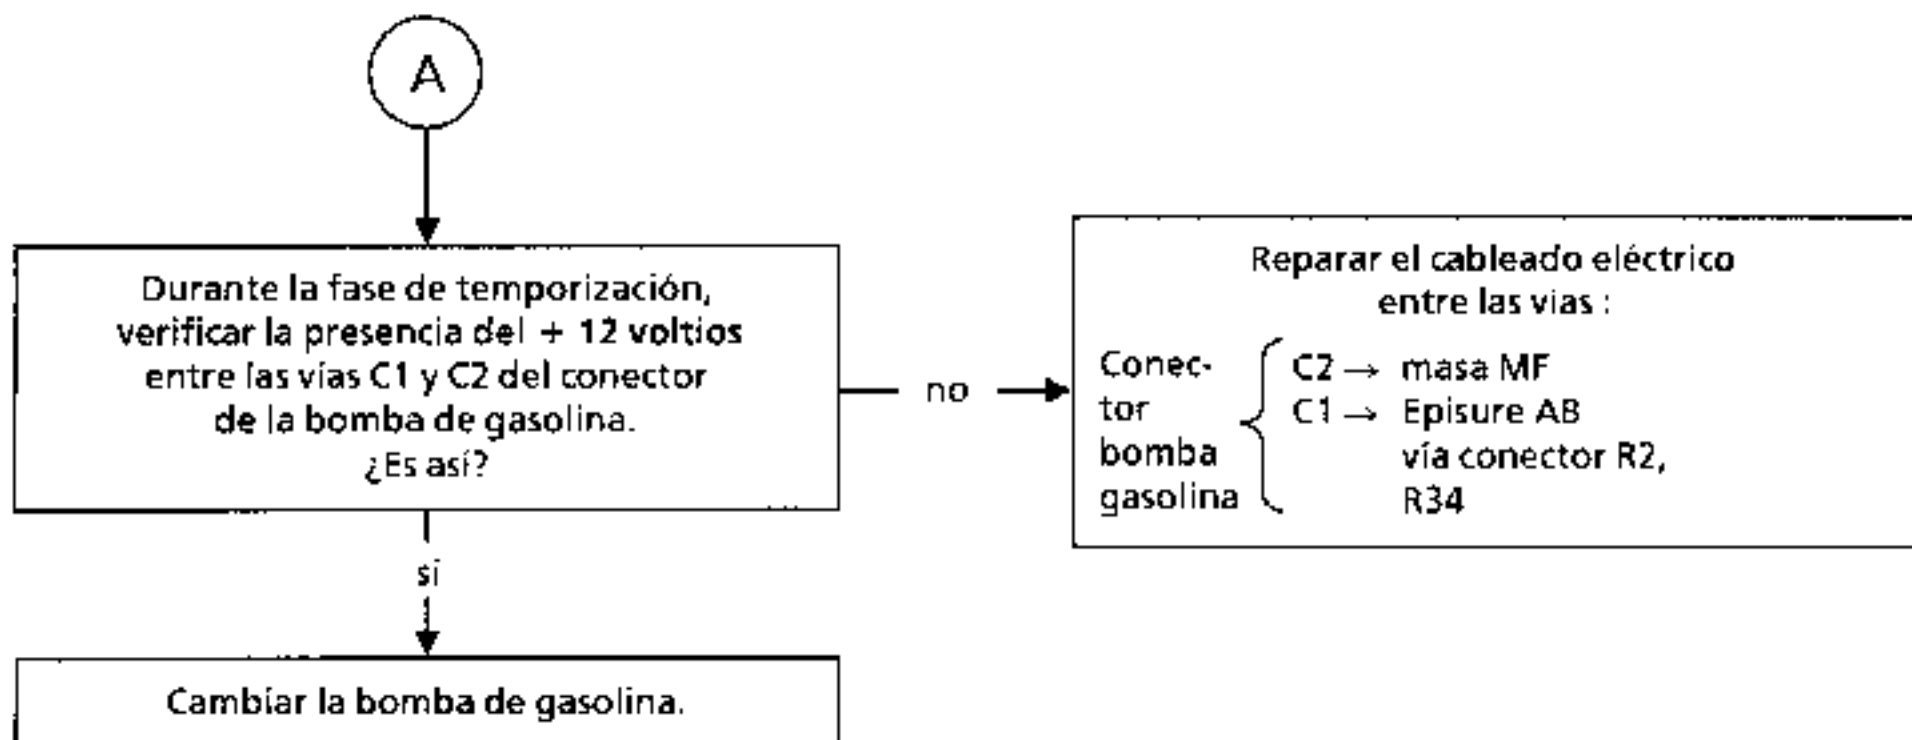 A
Durante la fase de temporización,
verificar la presencia del + 12 voltios
entre las vías C1 y C2 del conector
de la bomba de gasolina.
¿Es así?
no
Reparar el cableado eléctrico
entre las vias :
Conec-
tor
bomba
gasolina
C2 → masa MF
C1 → Episure AB
vía conector R2,
R34
si
Cambiar la bomba de gasolina.